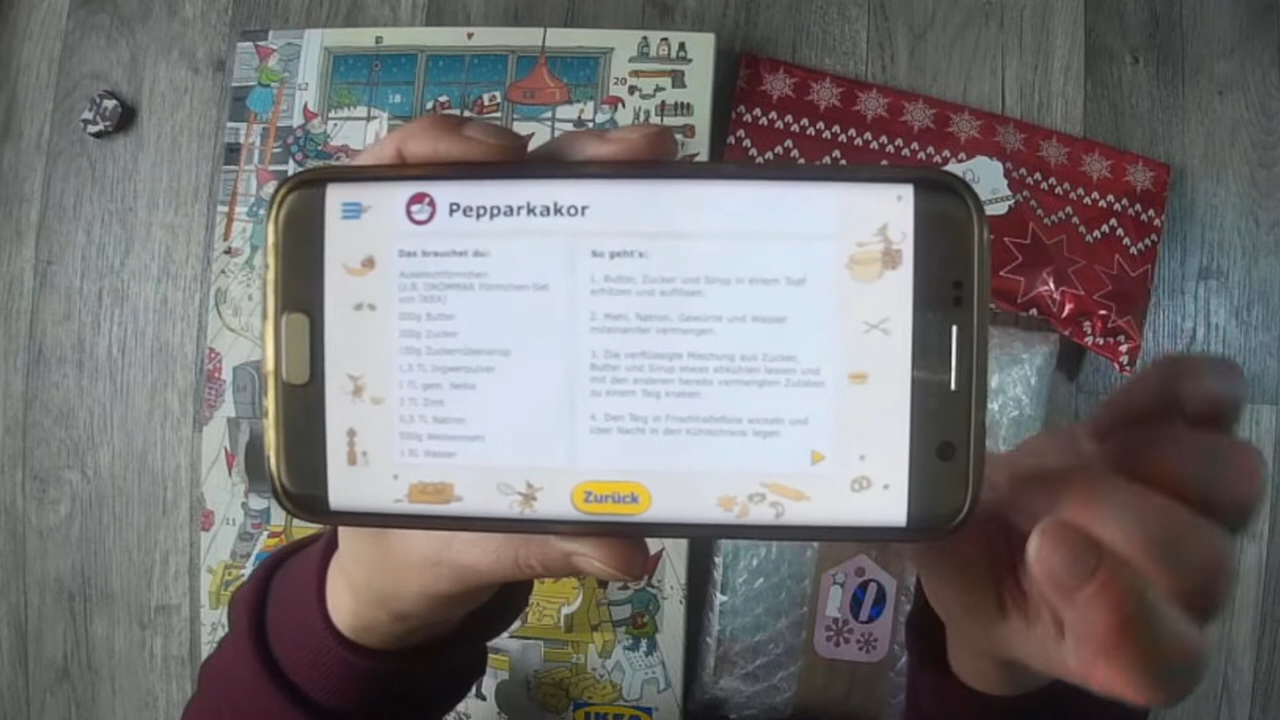 20
18
Pepparkakor
Das brauchst du:
So geht's:
Ausstechförmchen
(z.B. DRÖMMAR Förmchen-Set
von IKEA)
200g Butter
300g Zucker
100g Zuckerrübensirup
1,5 TL Ingwerpulver
1 TL gem. Nelke
2 TL Zimt
0,5 TL Natron
500g Weizenmehl
1 TL Wasser
1. Butter, Zucker und Sirup in einem Topf
erhitzen und auflösen.
2. Mehl, Natron, Gewürze und Wasser
miteinander vermengen.
3. Die verflüssigte Mischung aus Zucker,
Butter und Sirup etwas abkühlen lassen und
mit den anderen bereits vermengten Zutaten
zu einem Teig kneten.
4. Den Teig in Frischhaltefolie wickeln und
über Nacht in den Kühlschrank legen
Zurück
11
10
IKEA